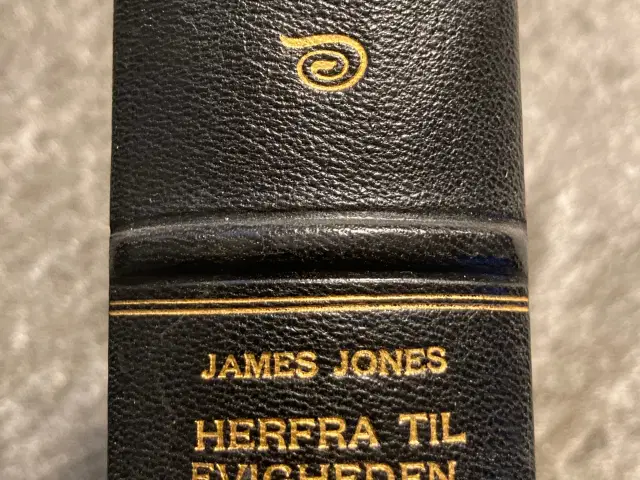 JAMES JONES
HERFRA TIL
EVIGHEDEN